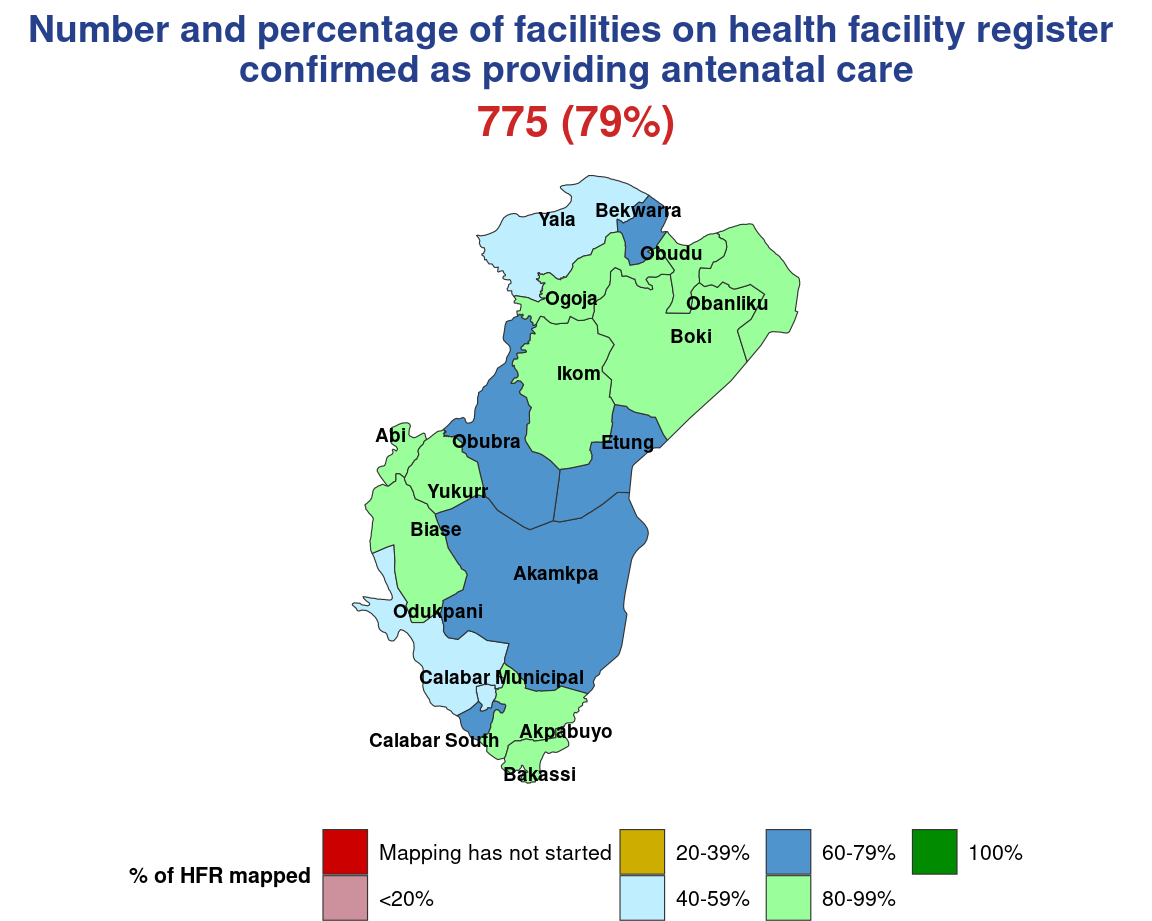 Number and percentage of facilities on health facility register
confirmed as providing antenatal care
775 (79%)
Yala
Bekwarra
Obudu
Ogoja
Obanliku
Boki
Ikom
Abi
Obubra
Etung
Yukurr
Biase
Akamkpa
Odukpani
Calabar Municipal
Akpabuyo
Calabar South
Bakassi
% of HFR mapped
Mapping has not started
<20%
20-39%
40-59%
60-79%
80-99%
100%